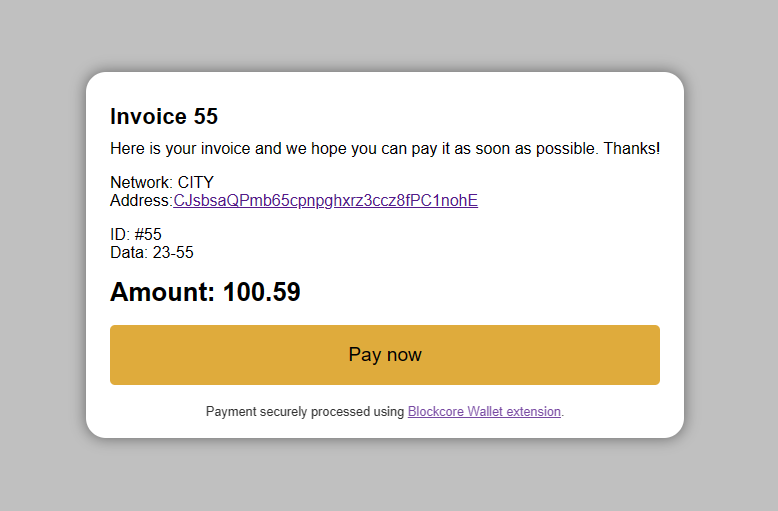 Invoice 55
Here is your invoice and we hope you can pay it as soon as possible. Thanks!
Network: CITY
Address:CJsbsaQPmb65cpnpghxrz3ccz8fPC1nohE
ID: #55
Data: 23-55
Amount: 100.59
Pay now
Payment securely processed using Blockcore Wallet extension.